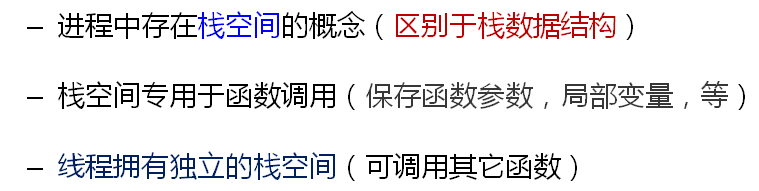 – 进程中存在栈空间的概念（区别于栈数据结构）
– 栈空间专用于函数调用（保存函数参数，局部变量，等）
– 线程拥有独立的栈空间（可调用其它函数）